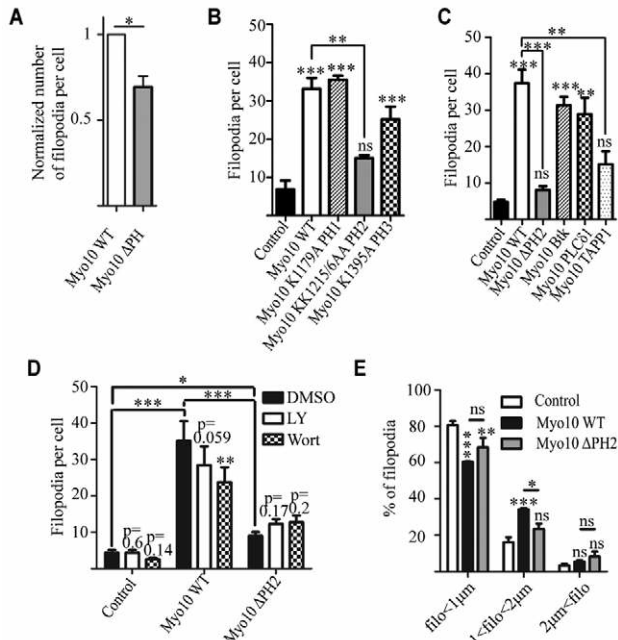 A
Normalized number
of filopodia per cell
1
0.5
*
Myo10 WT
Myo10 ΔPH
B
Filopodia per cell
50
40
30
20
10
**
***
***
ns
***
Control
Myo10 WT
Myo10 K1179A PH1
Myo10 KK1215/6AA PH2
Myo10 K1395A PH3
C
Filopodia per cell
50
40
30
20
10
**
***
***
ns
***
**
ns
Control
Myo10 WT
Myo10 ΔPH2
Myo10 Btk
Myo10 PLCδ1
Myo10 TAPP1
D
Filopodia per cell
50
40
30
20
10
*
***
***
DMSO
LY
Wort
p=
0.6
p=
0.14
p=
0.059
**
p=
0.17
p=
0.2
Control
Myo10 WT
Myo10 ΔPH2
E
% of filopodia
80
60
40
20
0
Control
Myo10 WT
Myo10 ΔPH2
ns
***
**
*
***
ns
ns
ns
ns
filo<1µm
1<filo<2µm
2µm<filo